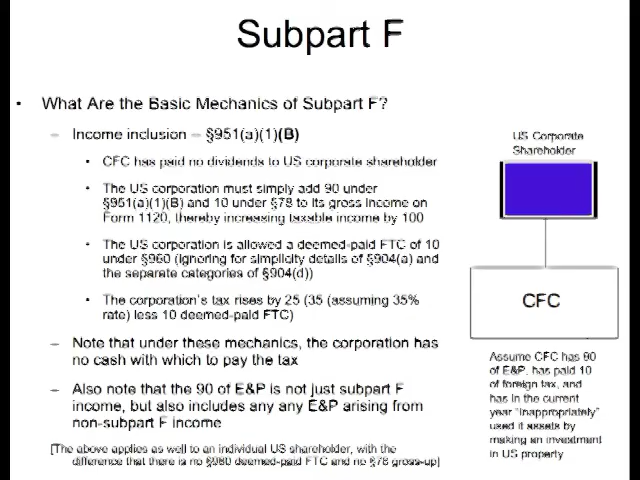 Subpart F
• What Are the Basic Mechanics of Subpart F?
– Income inclusion – §951(a)(1)(B)
• CFC has paid no dividends to US corporate shareholder
• The US corporation must simply add 90 under
§951(a)(1)(B) and 10 under §78 to its gross income on
Form 1120, thereby increasing taxable income by 100
• The US corporation is allowed a deemed-paid FTC of 10
under §960 (ignoring for simplicity details of §904(a) and
the separate categories of §904(d))
• The corporation's tax rises by 25 (35 (assuming 35%
rate) less 10 deemed-paid FTC)
– Note that under these mechanics, the corporation has
no cash with which to pay the tax
– Also note that the 90 of E&P is not just subpart F
income, but also includes any any E&P arising from
non-subpart F income
[The above applies as well to an individual US shareholder, with the
difference that there is no §960 deemed-paid FTC and no §78 gross-up]
US Corporate
Shareholder
CFC
Assume CFC has 90
of E&P, has paid 10
of foreign tax, and
has in the current
year "inappropriately"
used it assets by
making an investment
in US property